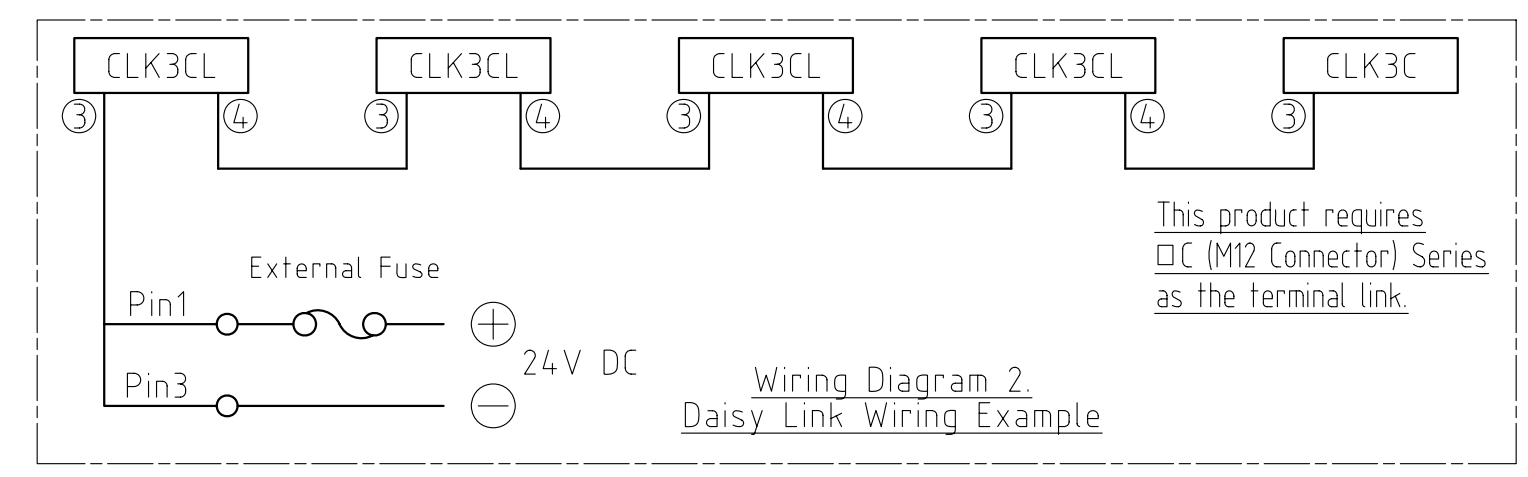 CLK3CL CLK3CL CLK3CL CLK3CL CLK3C
③ ④ ③ ④ ③ ④ ③ ④ ③
This product requires
□C (M12 Connector) Series
as the terminal link.
External Fuse
Pin1
+
24V DC
Pin3
−
Wiring Diagram 2.
Daisy Link Wiring Example